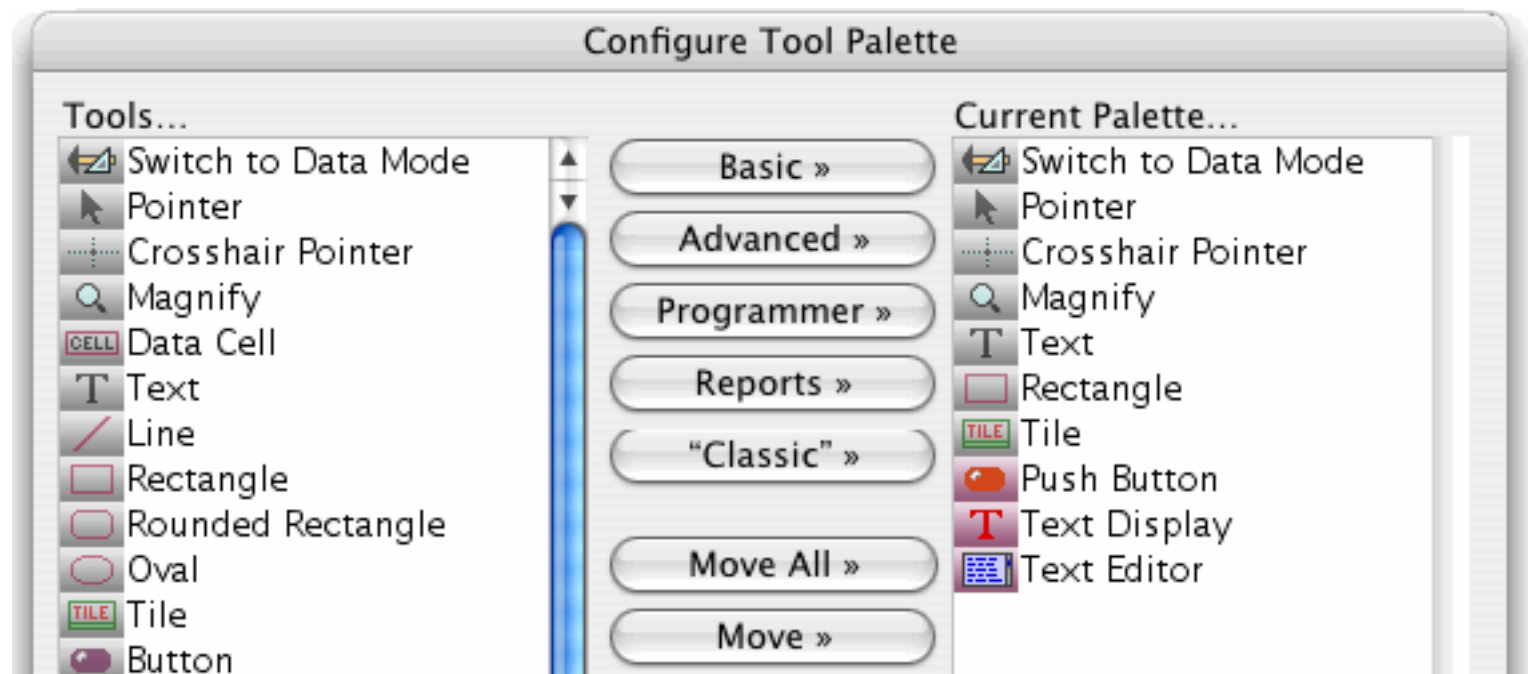 Configure Tool Palette
Tools...
Switch to Data Mode
Pointer
Crosshair Pointer
Magnify
CELL Data Cell
T Text
Line
Rectangle
Rounded Rectangle
Oval
TILE Tile
Button
Basic »
Advanced »
Programmer »
Reports »
“Classic” »
Move All »
Move »
Current Palette...
Switch to Data Mode
Pointer
Crosshair Pointer
Magnify
T Text
Rectangle
TILE Tile
Push Button
T Text Display
Text Editor